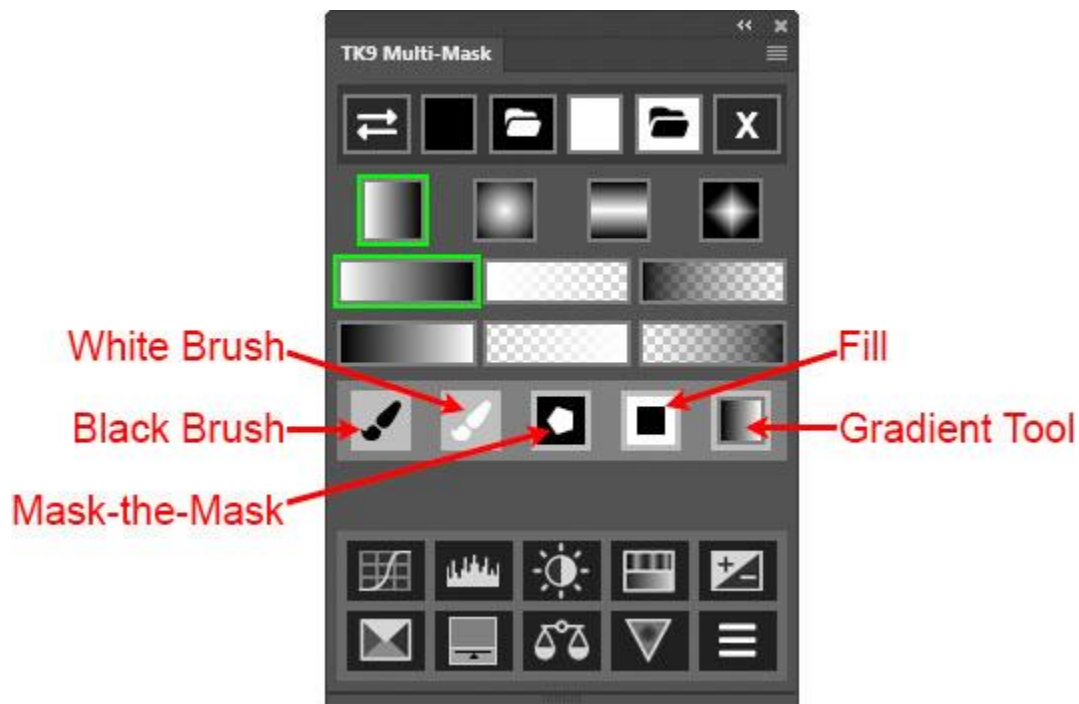 TK9 Multi-Mask
X
White Brush
Fill
Black Brush
Gradient Tool
Mask-the-Mask